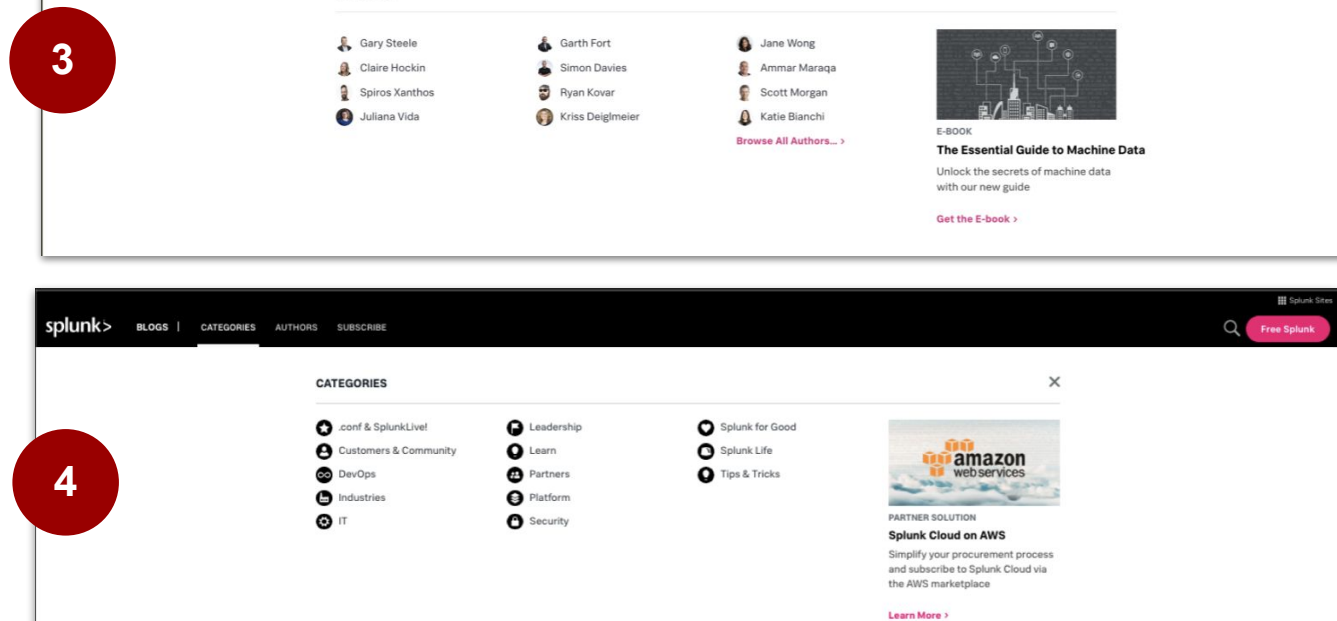 3
Gary Steele
Claire Hockin
Spiros Xanthos
Juliana Vida
Garth Fort
Simon Davies
Ryan Kovar
Kriss Deiglmeier
Jane Wong
Ammar Maraqa
Scott Morgan
Katie Bianchi
Browse All Authors... >
E-BOOK
The Essential Guide to Machine Data
Unlock the secrets of machine data
with our new guide
Get the E-book >
4
Splunk Sites
splunk> BLOGS | CATEGORIES AUTHORS SUBSCRIBE Free Splunk
CATEGORIES
.conf & SplunkLive!
Customers & Community
DevOps
Industries
IT
Leadership
Learn
Partners
Platform
Security
Splunk for Good
Splunk Life
Tips & Tricks
amazon
web services
PARTNER SOLUTION
Splunk Cloud on AWS
Simplify your procurement process
and subscribe to Splunk Cloud via
the AWS marketplace
Learn More >